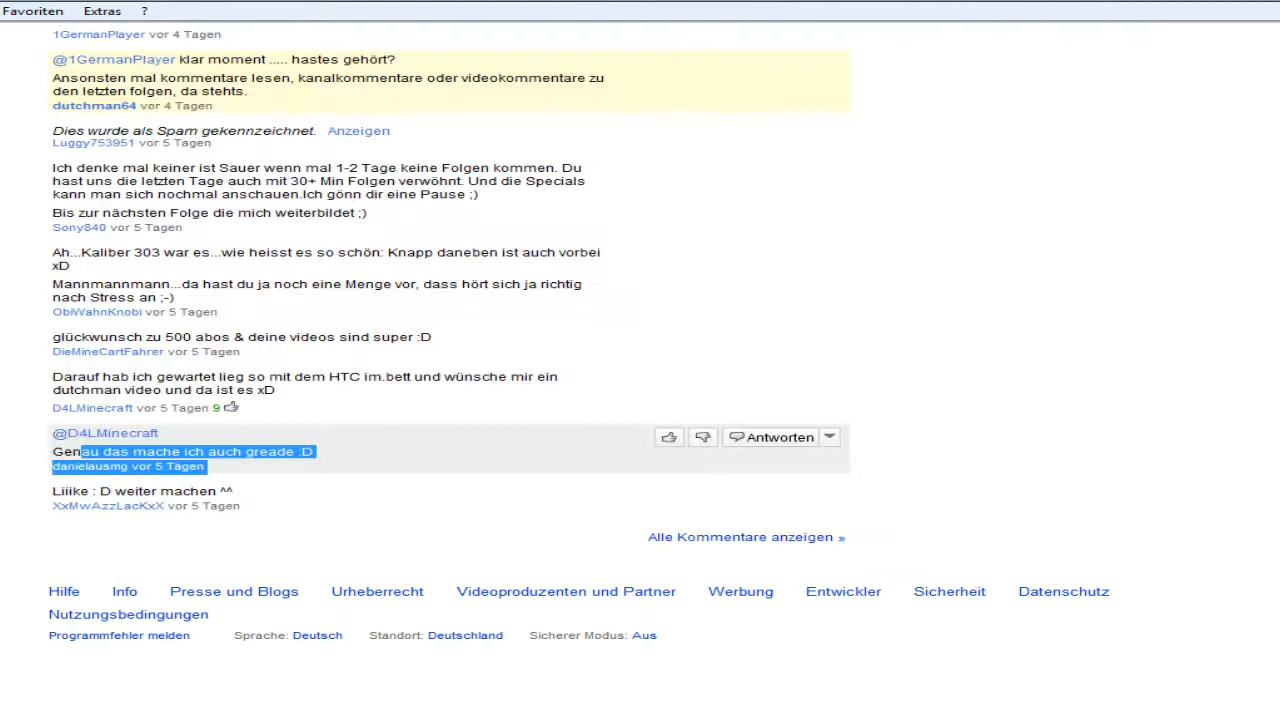 Favoriten Extras ?
1GermanPlayer vor 4 Tagen
@1GermanPlayer klar moment ..... hastes gehört?
Ansonsten mal kommentare lesen, kanalkommentare oder videokommentare zu
den letzten folgen, da stehts.
dutchman64 vor 4 Tagen
Dies wurde als Spam gekennzeichnet. Anzeigen
Luggy753951 vor 5 Tagen
Ich denke mal keiner ist Sauer wenn mal 1-2 Tage keine Folgen kommen. Du
hast uns die letzten Tage auch mit 30+ Min Folgen verwöhnt. Und die Specials
kann man sich nochmal anschauen.Ich gönn dir eine Pause ;)
Bis zur nächsten Folge die mich weiterbildet ;)
Sony840 vor 5 Tagen
Ah...Kaliber 303 war es...wie heisst es so schön: Knapp daneben ist auch vorbei
xD
Mannmannmann...da hast du ja noch eine Menge vor, dass hört sich ja richtig
nach Stress an ;-)
ObiWahnKnobi vor 5 Tagen
glückwunsch zu 500 abos & deine videos sind super :D
DieMineCartFahrer vor 5 Tagen
Darauf hab ich gewartet lieg so mit dem HTC im.bett und wünsche mir ein
dutchman video und da ist es xD
D4LMinecraft vor 5 Tagen 9
@D4LMinecraft
Genau das mache ich auch greade :D
danielausmg vor 5 Tagen
Antworten
Liiike : D weiter machen ^^
XxMwAzzLacKxX vor 5 Tagen
Alle Kommentare anzeigen »
Hilfe Info Presse und Blogs Urheberrecht Videoproduzenten und Partner Werbung Entwickler Sicherheit Datenschutz
Nutzungsbedingungen
Programmfehler melden Sprache: Deutsch Standort: Deutschland Sicherer Modus: Aus